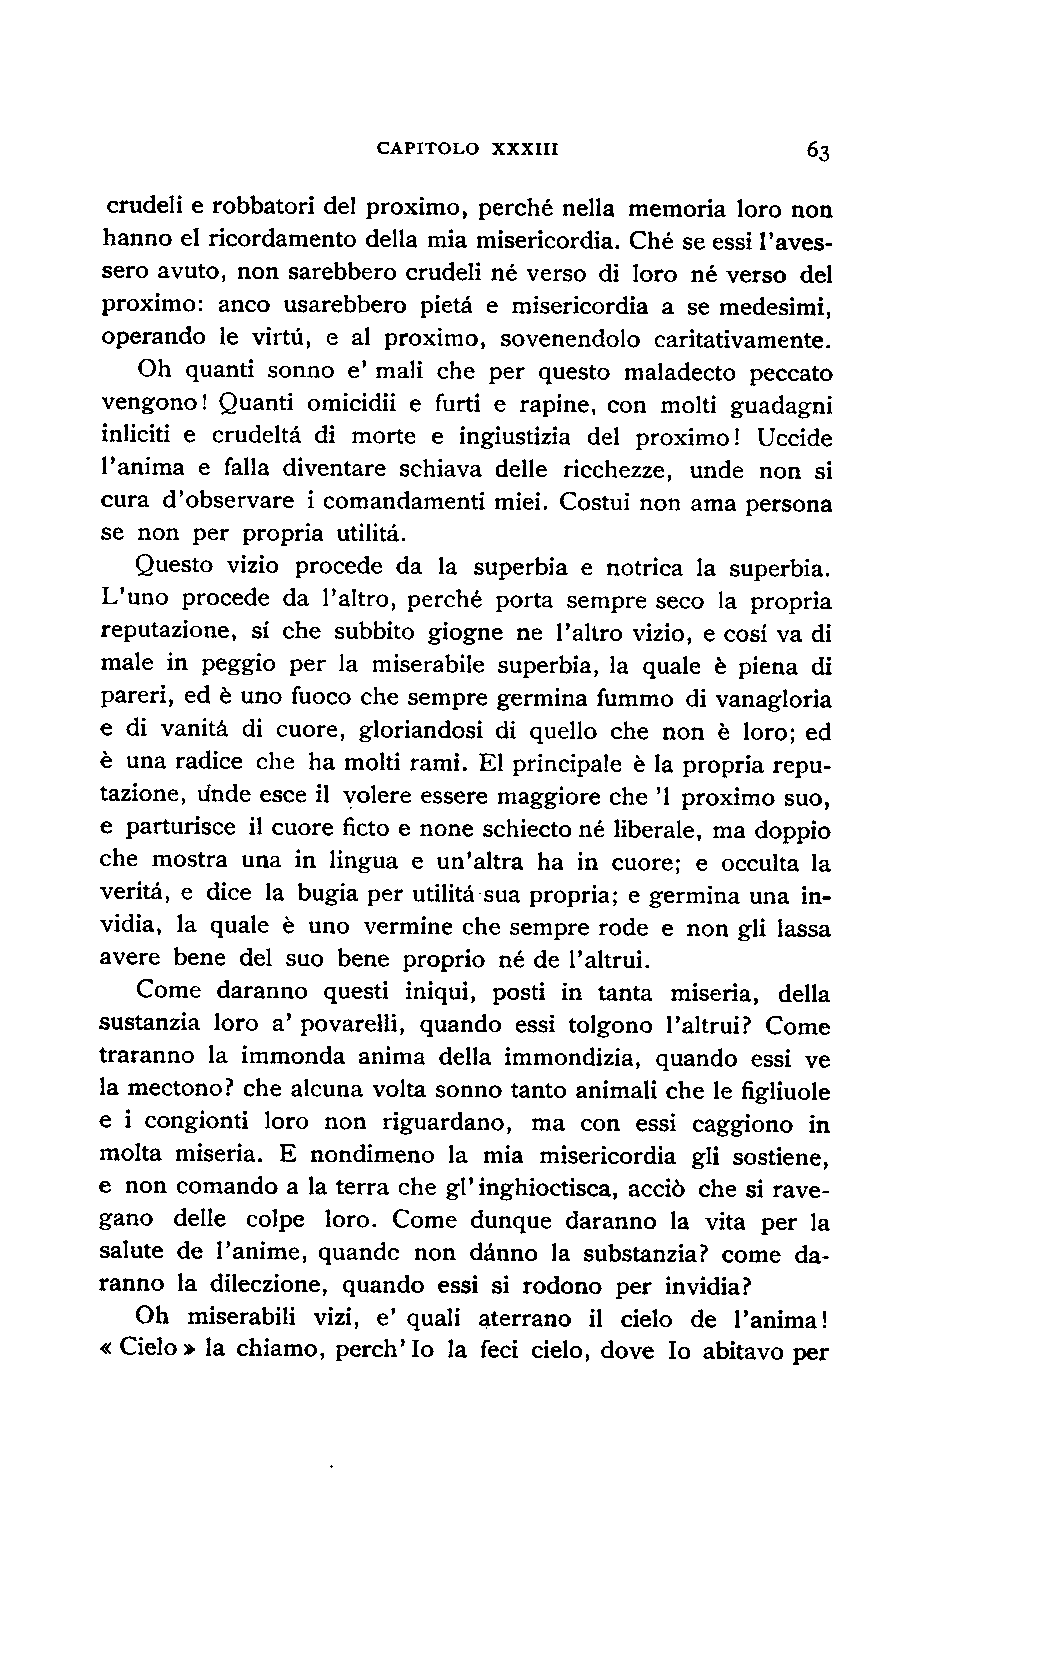 CAPITOLO XXXIII 63
crudeli e robbatori del proximo, perché nella memoria loro non
hanno el ricordamento della mia misericordia. Ché se essi l'aves-
sero avuto, non sarebbero crudeli né verso di loro né verso del
proximo: anco usarebbero pietá e misericordia a se medesimi,
operando le virtú, e al proximo, sovenendolo caritativamente.
Oh quanti sonno e' mali che per questo maladecto peccato
vengono! Quanti omicidii e furti e rapine, con molti guadagni
inliciti e crudeltá di morte e ingiustizia del proximo! Uccide
l'anima e falla diventare schiava delle ricchezze, unde non si
cura d'observare i comandamenti miei. Costui non ama persona
se non per propria utilitá.
Questo vizio procede da la superbia e notrica la superbia.
L'uno procede da l'altro, perché porta sempre seco la propria
reputazione, sí che subbito giogne ne l'altro vizio, e cosí va di
male in peggio per la miserabile superbia, la quale è piena di
pareri, ed è uno fuoco che sempre germina fummo di vanagloria
e di vanitá di cuore, gloriandosi di quello che non è loro; ed
è una radice che ha molti rami. El principale è la propria repu-
tazione, unde esce il volere essere maggiore che 'l proximo suo,
e parturisce il cuore ficto e none schiecto né liberale, ma doppio
che mostra una in lingua e un'altra ha in cuore; e occulta la
veritá, e dice la bugia per utilitá sua propria; e germina una in-
vidia, la quale è uno vermine che sempre rode e non gli lassa
avere bene del suo bene proprio né de l'altrui.
Come daranno questi iniqui, posti in tanta miseria, della
sustanzia loro a' povarelli, quando essi tolgono l'altrui? Come
traranno la immonda anima della immondizia, quando essi ve
la mectono? che alcuna volta sonno tanto animali che le figliuole
e i congionti loro non riguardano, ma con essi caggiono in
molta miseria. E nondimeno la mia misericordia gli sostiene,
e non comando a la terra che gl'inghioctisca, acciò che si rave-
gano delle colpe loro. Come dunque daranno la vita per la
salute de l'anime, quando non dánno la substanzia? come da-
ranno la dileczione, quando essi si rodono per invidia?
Oh miserabili vizi, e' quali aterrano il cielo de l'anima!
« Cielo » la chiamo, perch'Io la feci cielo, dove Io abitavo per